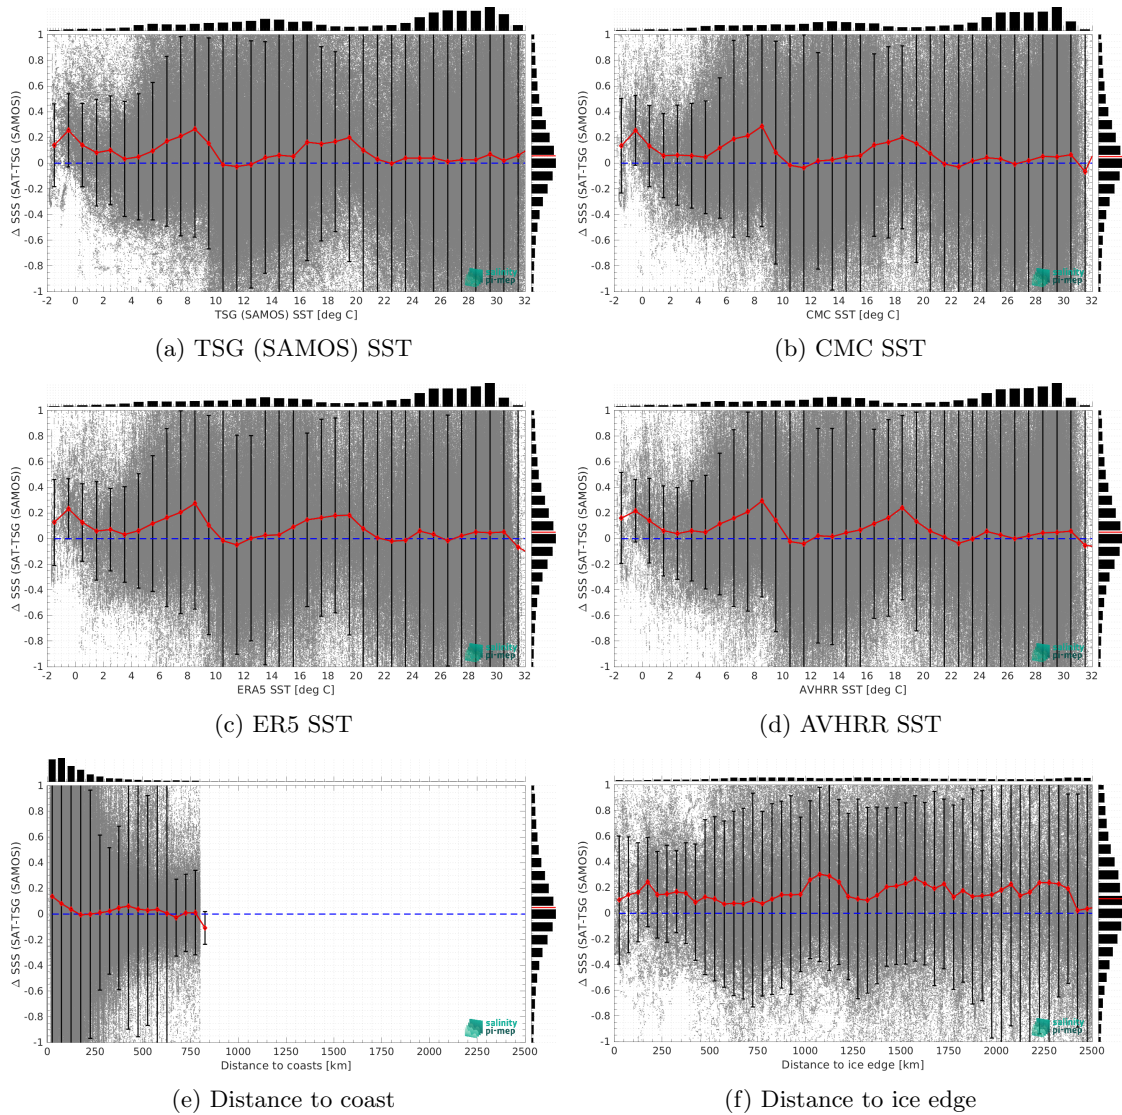 Δ SSS (SAT-TSG (SAMOS))
1
0.8
0.6
0.4
0.2
0
-0.2
-0.4
-0.6
-0.8
-1
salinity
pi-mep
-2 0 2 4 6 8 10 12 14 16 18 20 22 24 26 28 30 32
TSG (SAMOS) SST [deg C]
(a) TSG (SAMOS) SST
Δ SSS (SAT-TSG (SAMOS))
1
0.8
0.6
0.4
0.2
0
-0.2
-0.4
-0.6
-0.8
-1
salinity
pi-mep
-2 0 2 4 6 8 10 12 14 16 18 20 22 24 26 28 30 32
CMC SST [deg C]
(b) CMC SST
Δ SSS (SAT-TSG (SAMOS))
1
0.8
0.6
0.4
0.2
0
-0.2
-0.4
-0.6
-0.8
-1
salinity
pi-mep
-2 0 2 4 6 8 10 12 14 16 18 20 22 24 26 28 30 32
ERA5 SST [deg C]
(c) ER5 SST
Δ SSS (SAT-TSG (SAMOS))
1
0.8
0.6
0.4
0.2
0
-0.2
-0.4
-0.6
-0.8
-1
salinity
pi-mep
-2 0 2 4 6 8 10 12 14 16 18 20 22 24 26 28 30 32
AVHRR SST [deg C]
(d) AVHRR SST
Δ SSS (SAT-TSG (SAMOS))
1
0.8
0.6
0.4
0.2
0
-0.2
-0.4
-0.6
-0.8
-1
salinity
pi-mep
0 250 500 750 1000 1250 1500 1750 2000 2250 2500
Distance to coasts [km]
(e) Distance to coast
Δ SSS (SAT-TSG (SAMOS))
1
0.8
0.6
0.4
0.2
0
-0.2
-0.4
-0.6
-0.8
-1
salinity
pi-mep
0 250 500 750 1000 1250 1500 1750 2000 2250 2500
Distance to ice edge [km]
(f) Distance to ice edge